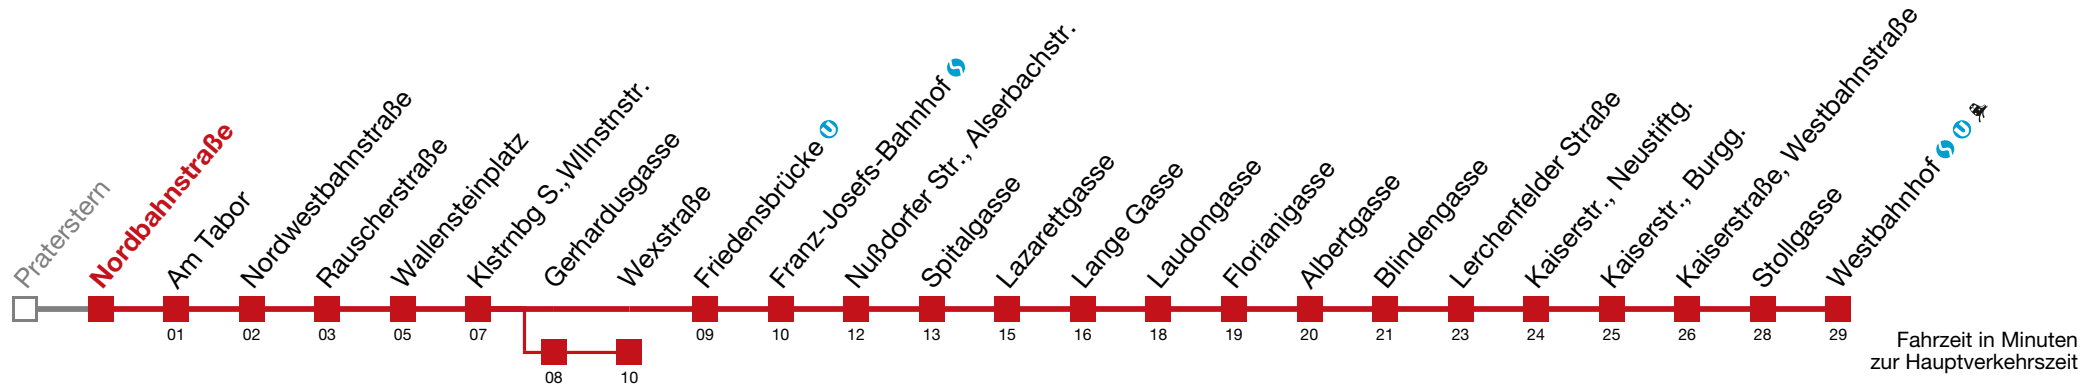 Praterstern
Nordbahnstraße
Am Tabor
Nordwestbahnstraße
Rauscherstraße
Wallensteinplatz
Klstrnbg S.,Wllnstnstr.
Gerhardusgasse
Wexstraße
Friedensbrücke
Franz-Josefs-Bahnhof
Nußdorfer Str., Alserbachstr.
Spitalgasse
Lazarettgasse
Lange Gasse
Laudongasse
Florianigasse
Albertgasse
Blindengasse
Lerchenfelder Straße
Kaiserstr., Neustiftg.
Kaiserstr., Burgg.
Kaiserstraße, Westbahnstraße
Stollgasse
Westbahnhof
01 02 03 05 07 09 10 12 13 15 16 18 19 20 21 23 24 25 26 28 29
08 10
Fahrzeit in Minuten
zur Hauptverkehrszeit